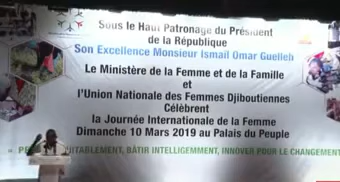 Sous le Haut Patronage du Président
de la République
Son Excellence Monsieur Ismaïl Omar Guelleh
Le Ministère de la Femme et de la Famille
et
l'Union Nationale des Femmes Djiboutiennes
Célèbrent
la Journée Internationale de la Femme
Dimanche 10 Mars 2019 au Palais du Peuple
ITABLEMENT, BÂTIR INTELLIGEMMENT, INNOVER POUR LE CHANGEMENT